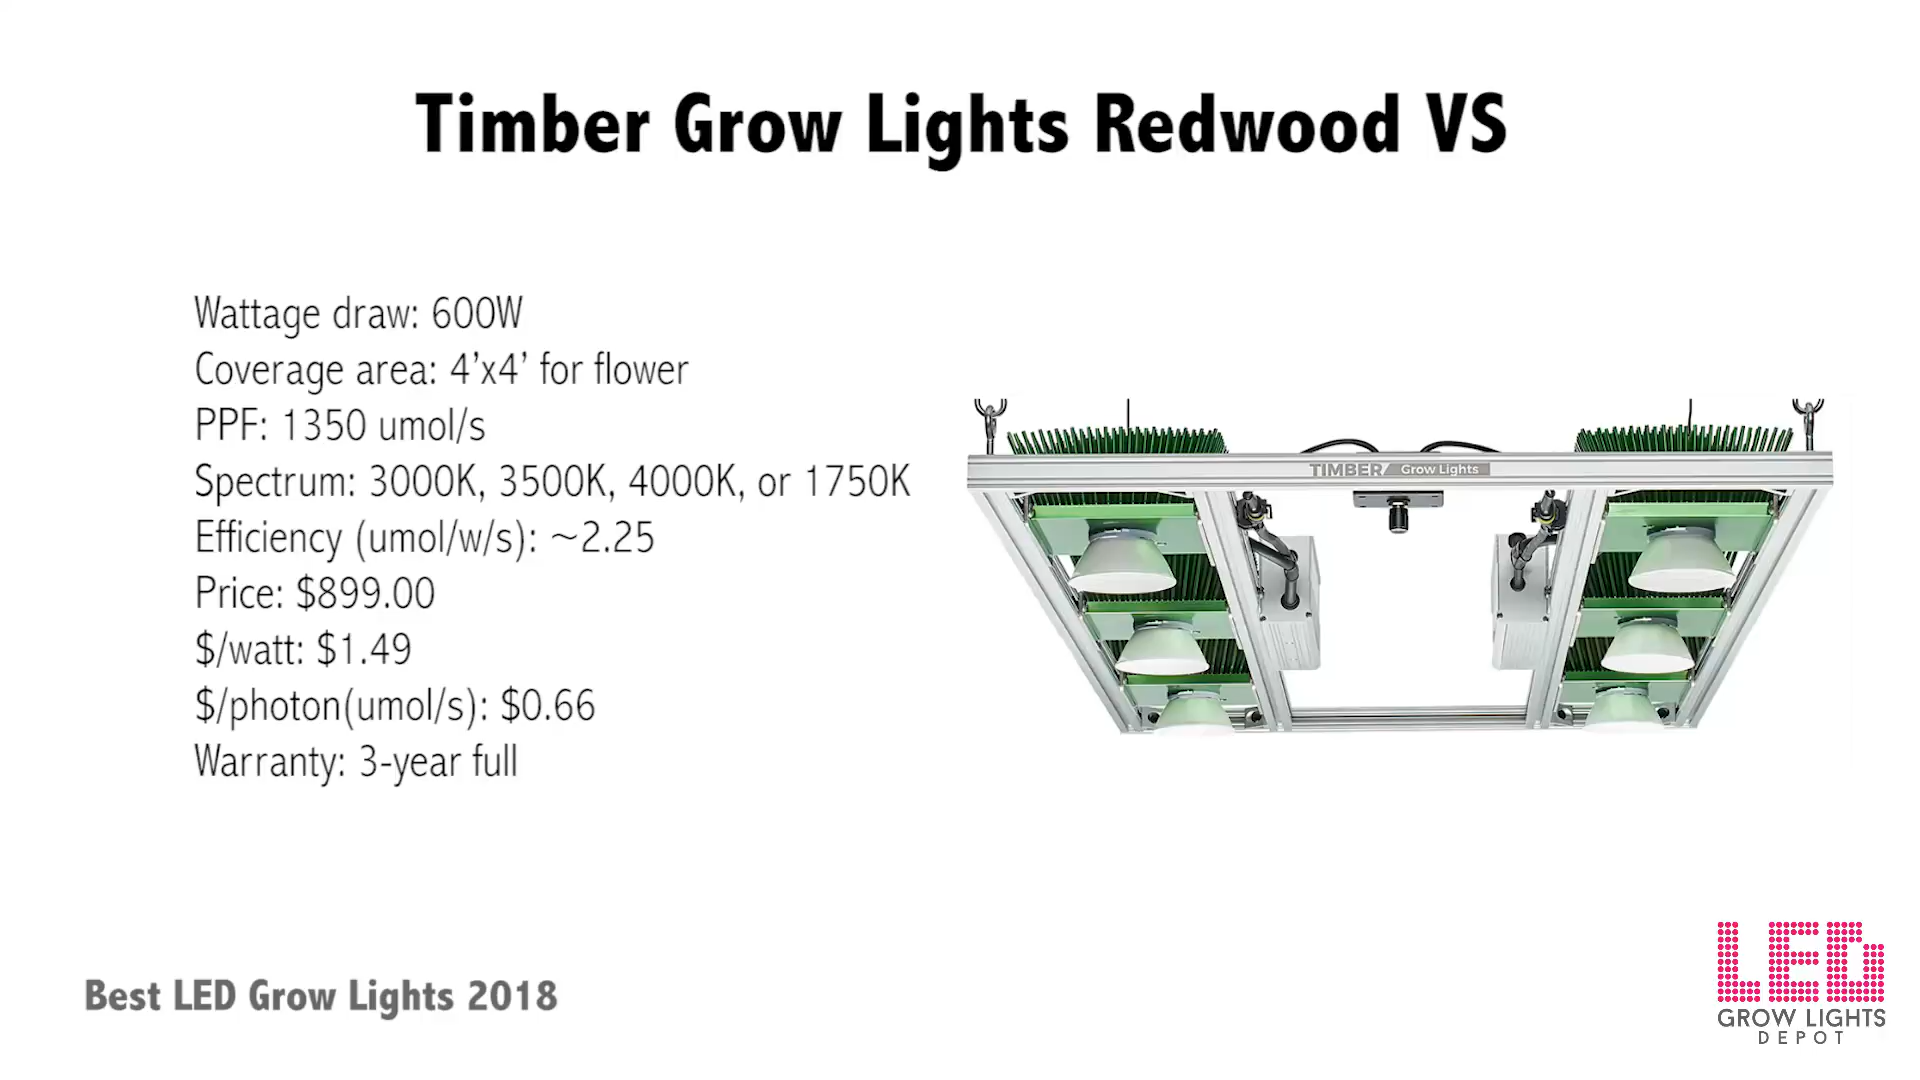 Timber Grow Lights Redwood VS
Wattage draw: 600W
Coverage area: 4’x4’ for flower
PPF: 1350 umol/s
Spectrum: 3000K, 3500K, 4000K, or 1750K
Efficiency (umol/w/s): ~2.25
Price: $899.00
$/watt: $1.49
$/photon(umol/s): $0.66
Warranty: 3-year full
TIMBER Grow Lights
Best LED Grow Lights 2018
LED
GROW LIGHTS
DEPOT